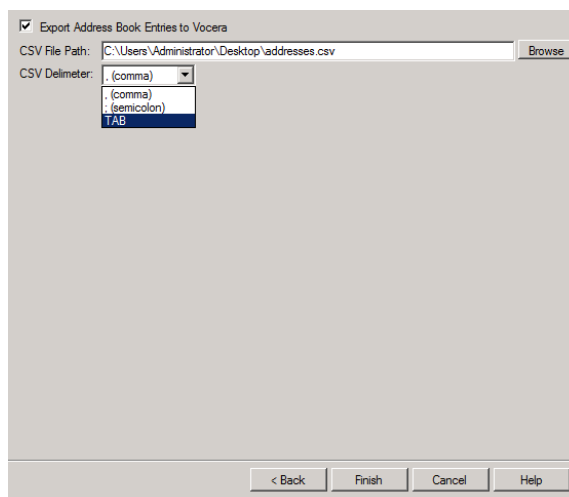 Export Address Book Entries to Vocera
CSV File Path: C:\Users\Administrator\Desktop\addresses.csv Browse
CSV Delimeter: , (comma)
, (comma)
; (semicolon)
TAB
< Back Finish Cancel Help